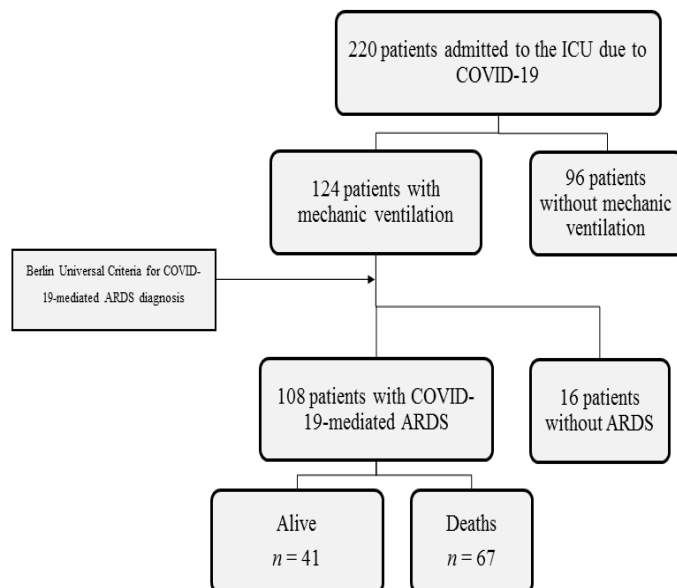 220 patients admitted to the ICU due to
COVID-19
124 patients with
mechanic ventilation
96 patients
without mechanic
ventilation
Berlin Universal Criteria for COVID-
19-mediated ARDS diagnosis
108 patients with COVID-
19-mediated ARDS
16 patients
without ARDS
Alive
n = 41
Deaths
n = 67